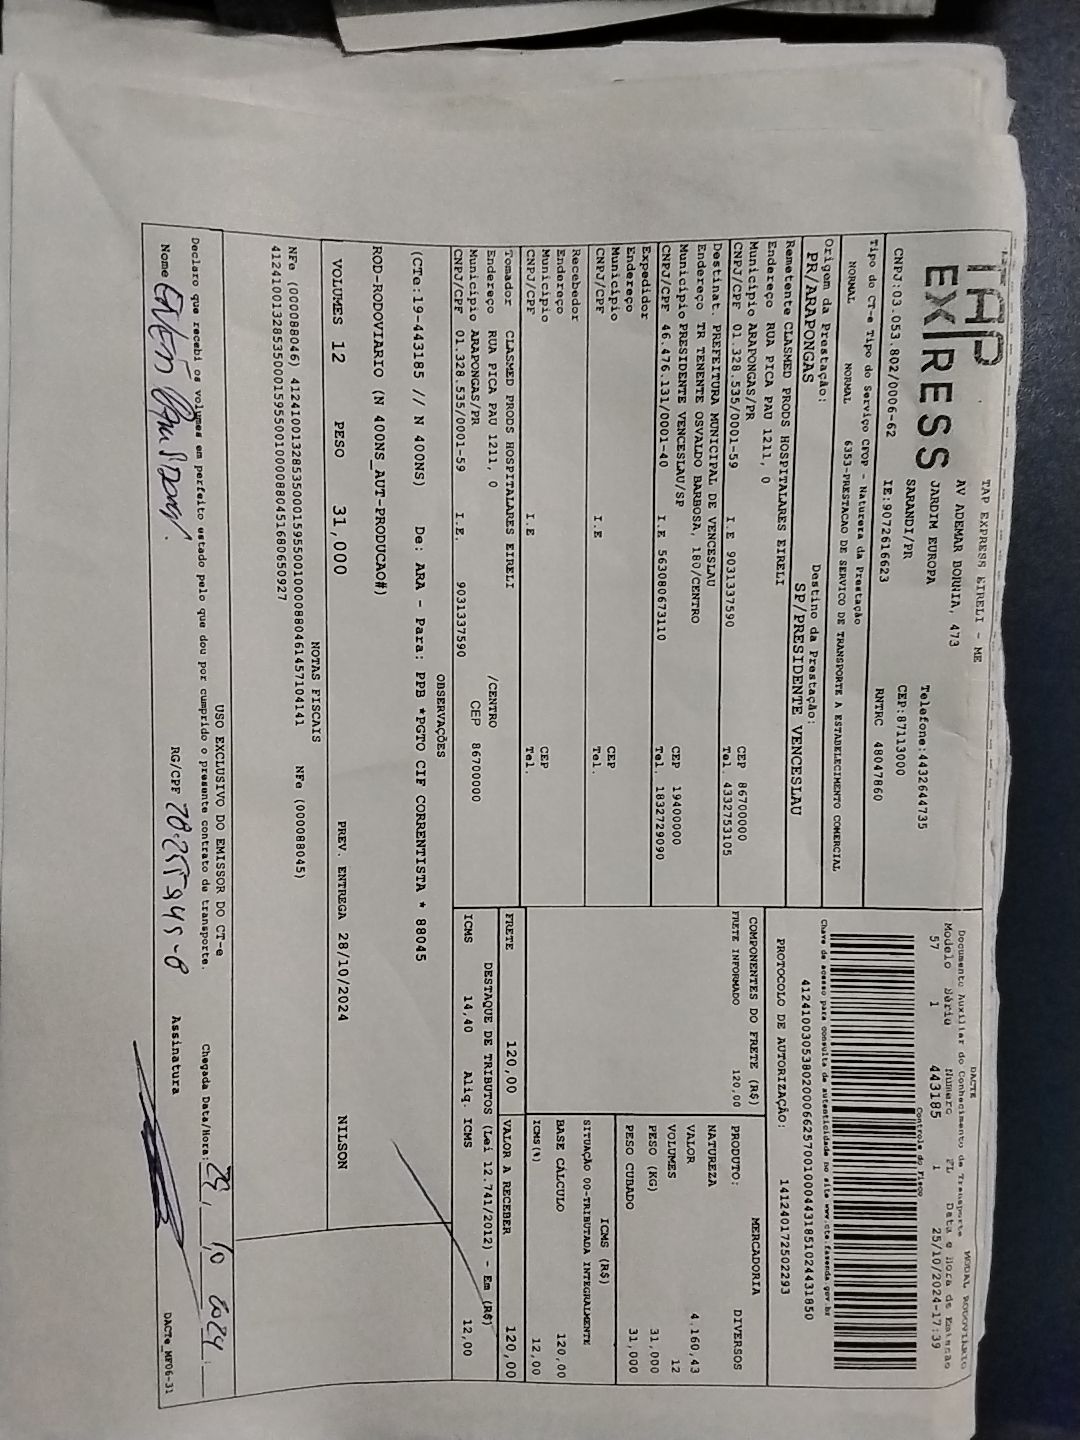 TAP EXPRESS
TAP EXPRESS EIRELI - ME
AV ADEMAR BORNIA, 473
JARDIM EUROPA
SARANDI/PR
Telefone:4432644735
CEP:87113000
CNPJ:03.053.802/0006-62
IE:9072616623
RNTRC 48047860
Tipo do CT-e Tipo do Serviço CFOP - Natureza da Prestação
NORMAL NORMAL 6353-PRESTACAO DE SERVICO DE TRANSPORTE A ESTABELECIMENTO COMERCIAL
Origem da Prestação: Destino da Prestação:
PR/ARAPONGAS SP/PRESIDENTE VENCESLAU
Remetente CLASMED PRODS HOSPITALARES EIRELI
Endereço RUA PICA PAU 1211, 0
Município ARAPONGAS/PR CEP 86700000
CNPJ/CPF 01.328.535/0001-59 I.E 9031337590 Tel. 4332753105
Destinat. PREFEITURA MUNICIPAL DE VENCESLAU
Endereço TR TENENTE OSVALDO BARBOSA, 180/CENTRO
Município PRESIDENTE VENCESLAU/SP CEP 19400000
CNPJ/CPF 46.476.131/0001-40 I.E 563080673110 Tel. 1832729090
Expedidor
Endereço
Município CEP
CNPJ/CPF I.E Tel.
Recebedor
Endereço
Município CEP
CNPJ/CPF I.E Tel.
Tomador CLASMED PRODS HOSPITALARES EIRELI
Endereço RUA PICA PAU 1211, 0 /CENTRO
Município ARAPONGAS/PR CEP 86700000
CNPJ/CPF 01.328.535/0001-59 I.E. 9031337590
DACTE MODAL RODOVIÁRIO
Documento Auxiliar do Conhecimento de Transporte
Modelo Série Número FL Data e Hora de Emissão
57 1 443185 1 25/10/2024-17:39
Controle do Fisco
Chave de acesso para consulta de autenticidade no site www.cte.fazenda.gov.br
41241003053802000662570010004431851024431850
PROTOCOLO DE AUTORIZAÇÃO: 141240172502293
COMPONENTES DO FRETE (R$)
FRETE INFORMADO 120,00
MERCADORIA
PRODUTO: DIVERSOS
NATUREZA
VALOR 4.160,43
VOLUMES 12
PESO (KG) 31,000
PESO CUBADO 31,000
ICMS (R$)
SITUAÇÃO 00-TRIBUTADA INTEGRALMENTE
BASE CÁLCULO 120,00
ICMS(%) 12,00
FRETE 120,00 VALOR A RECEBER 120,00
DESTAQUE DE TRIBUTOS (Lei 12.741/2012) - Em (R$)
ICMS 14,40 Aliq. ICMS 12,00
OBSERVAÇÕES
(CTe:19-443185 // N 400NS) De: ARA - Para: PPB *PGTO CIF CORRENTISTA * 88045
ROD-RODOVIARIO (N 400NS_AUT-PRODUCAO#)
VOLUMES 12 PESO 31,000 PREV. ENTREGA 28/10/2024 NILSON
NOTAS FISCAIS
NFe (000088046) 41241001328535000159550010000880461457104141 NFe (000088045)
41241001328535000159550010000880451680650927
USO EXCLUSIVO DO EMISSOR DO CT-e
Declaro que recebi os volumes em perfeito estado pelo que dou por cumprido o presente contrato de transporte.
Chegada Data/Hora: 29, 10 2024
Nome RG/CPF Assinatura
DACTe_MF06-31